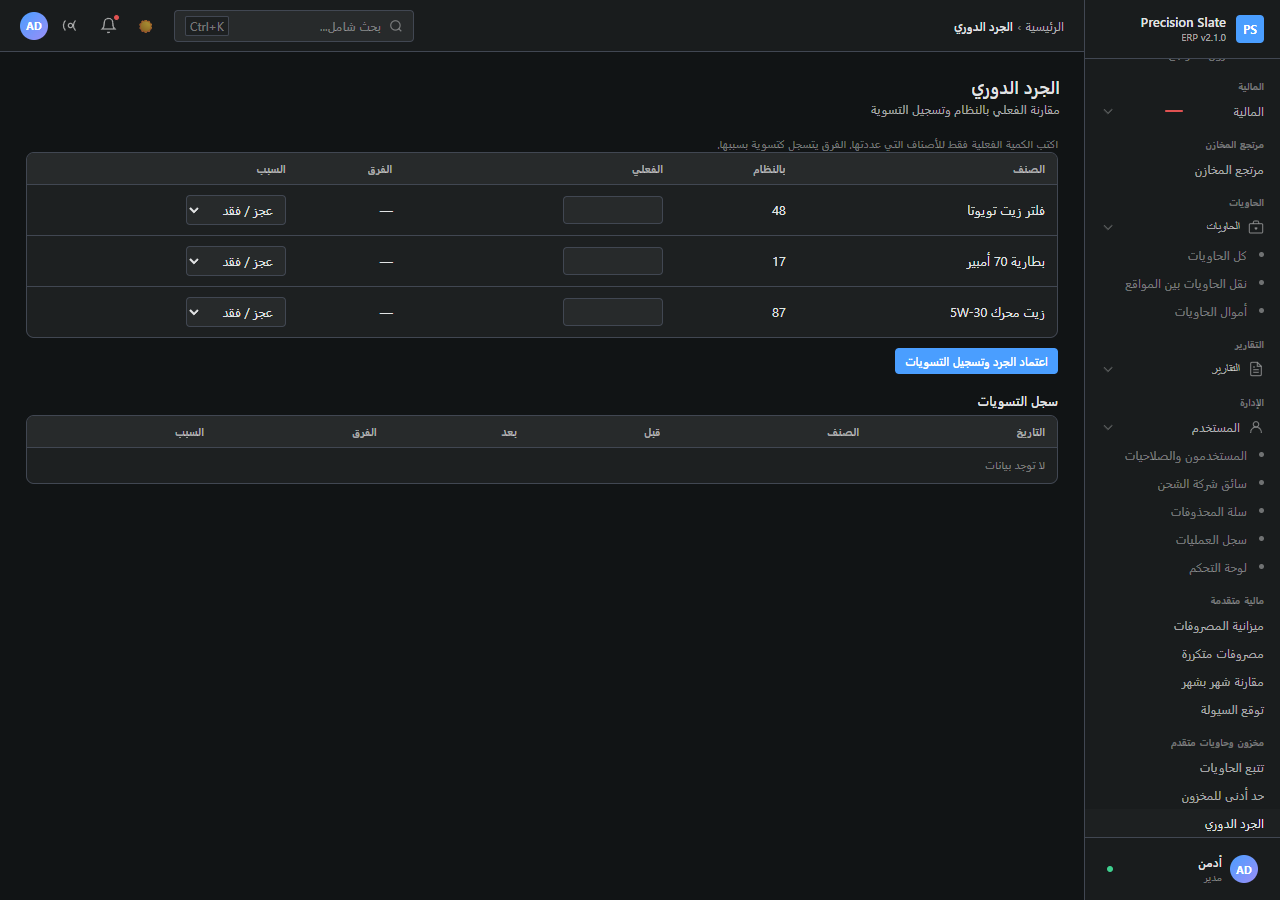 Precision Slate
ERP v2.1.0
PS
المالية
المالية
مرتجع المخازن
مرتجع المخازن
الحاويات
الحاويات
كل الحاويات
نقل الحاويات بين المواقع
أموال الحاويات
التقارير
التقارير
الإدارة
المستخدم
المستخدمون والصلاحيات
سائق شركة الشحن
سلة المحذوفات
سجل العمليات
لوحة التحكم
مالية متقدمة
ميزانية المصروفات
مصروفات متكررة
مقارنة شهر بشهر
توقع السيولة
مخزون وحاويات متقدم
تتبع الحاويات
حد أدنى للمخزون
الجرد الدوري
أدمن
مدير
AD
الرئيسية › الجرد الدوري
بحث شامل...
Ctrl+K
AD
الجرد الدوري
مقارنة الفعلي بالنظام وتسجيل التسوية
اكتب الكمية الفعلية فقط للأصناف التي عددتها. الفرق يتسجل كتسوية بسببها.
الصنف بالنظام الفعلي الفرق السبب
فلتر زيت تويوتا 48 — عجز / فقد
بطارية 70 أمبير 17 — عجز / فقد
زيت محرك 5W-30 87 — عجز / فقد
اعتماد الجرد وتسجيل التسويات
سجل التسويات
التاريخ الصنف قبل بعد الفرق السبب
لا توجد بيانات